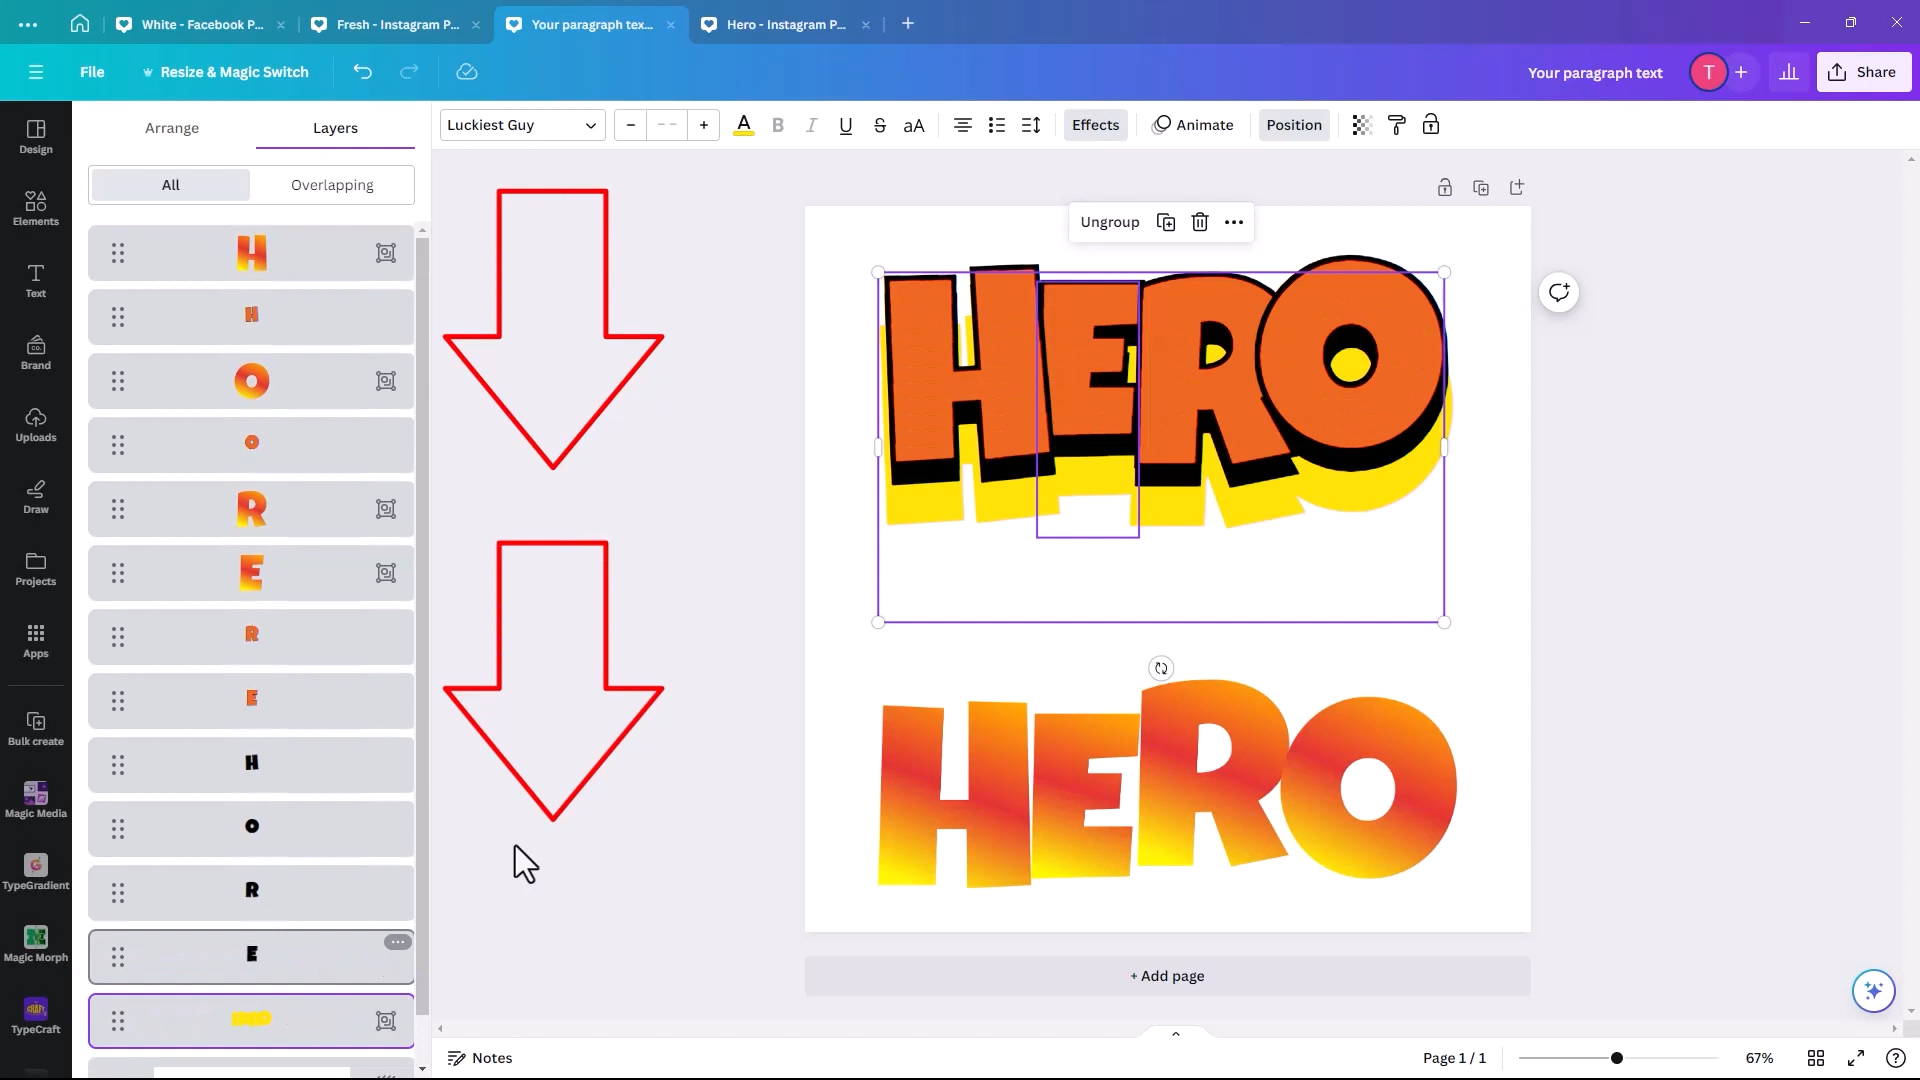 White - Facebook P...
Fresh - Instagram P...
Your paragraph tex...
Hero - Instagram P...
File
Resize & Magic Switch
Your paragraph text
T
Share
Design
Elements
Text
Brand
Uploads
Draw
Projects
Apps
Bulk create
Magic Media
TypeGradient
Magic Morph
TypeCraft
Arrange
Layers
All
Overlapping
H
H
O
O
R
E
R
E
H
O
R
E
HERO
Luckiest Guy
- -- +
A B I U S aA
Effects
Animate
Position
Ungroup
HERO
HERO
+ Add page
Notes
Page 1 / 1
67%